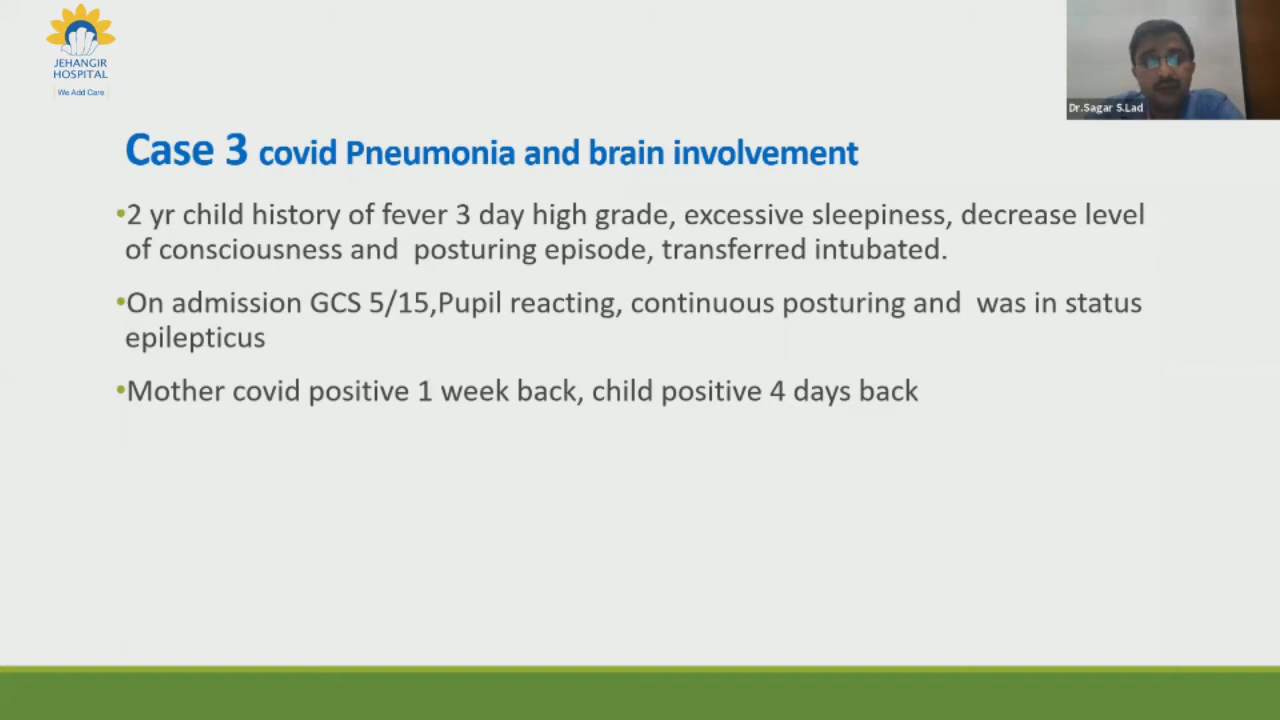 JEHANGIR
HOSPITAL
We Add Care
Dr.Sagar S.Lad
Case 3 covid Pneumonia and brain involvement
•2 yr child history of fever 3 day high grade, excessive sleepiness, decrease level
of consciousness and posturing episode, transferred intubated.
•On admission GCS 5/15,Pupil reacting, continuous posturing and was in status
epilepticus
•Mother covid positive 1 week back, child positive 4 days back